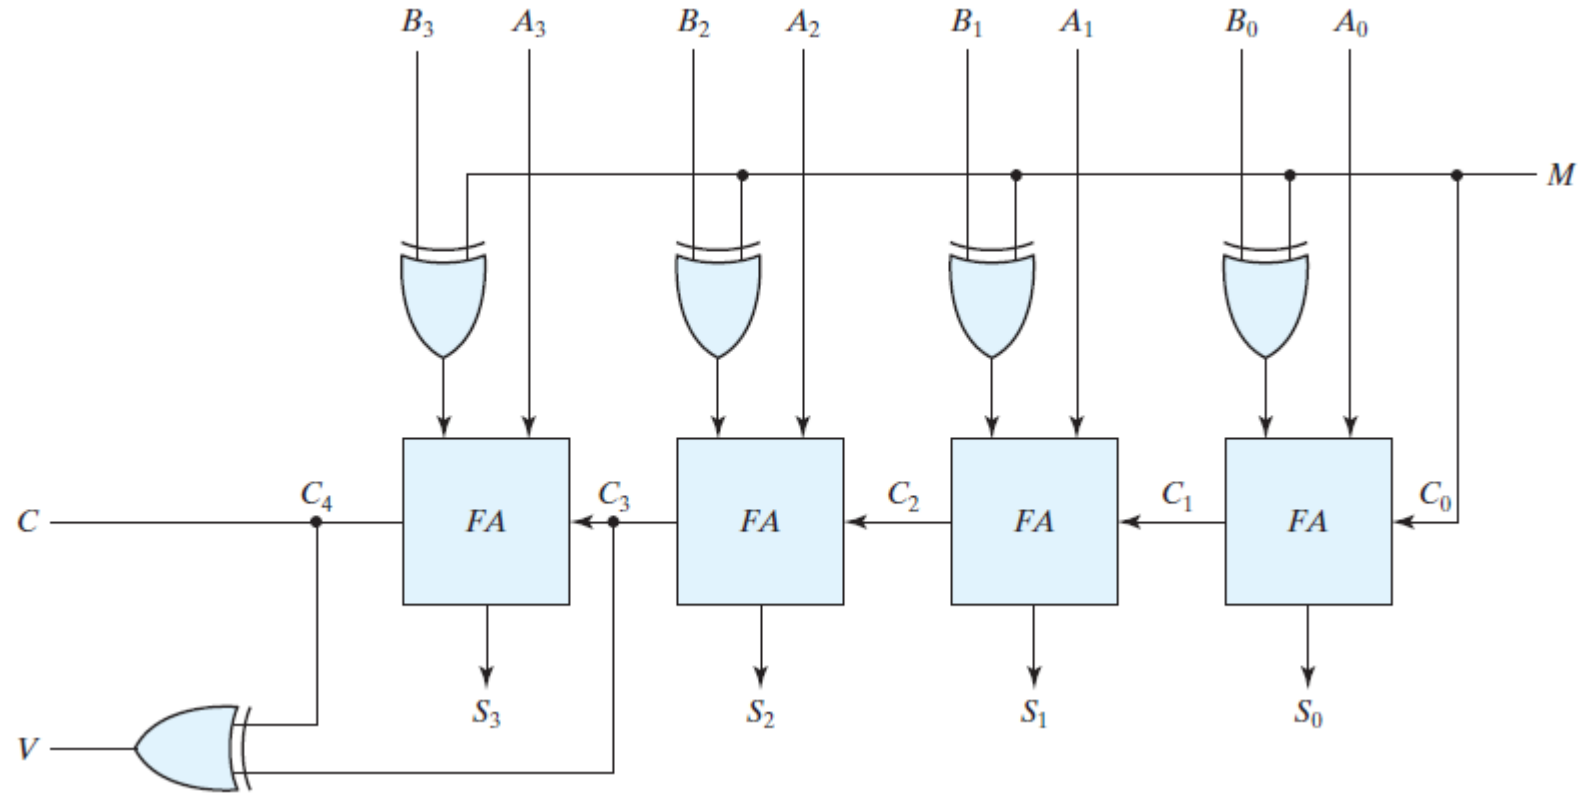 B3 A3 B2 A2 B1 A1 B0 A0
M
C4 C3 C2 C1 C0
C FA FA FA FA
S3 S2 S1 S0
V